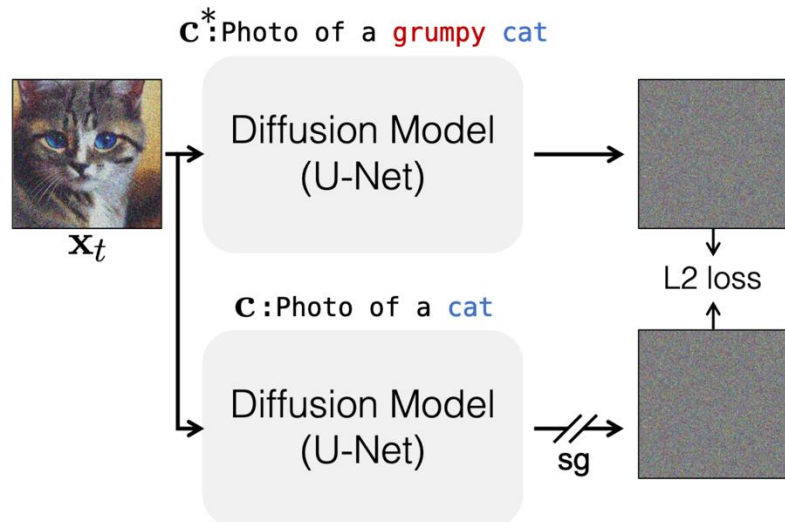 c*:Photo of a grumpy cat
Diffusion Model
(U-Net)
x_t
L2 loss
c:Photo of a cat
Diffusion Model
(U-Net)
sg